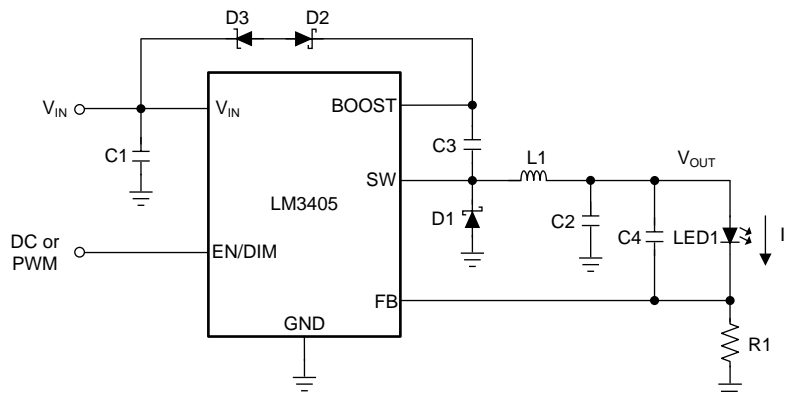 D3 D2
V_IN
V_IN
BOOST
C1
C3
L1
V_OUT
SW
LM3405
D1
C2
C4
LED1
I
DC or
PWM
EN/DIM
FB
GND
R1